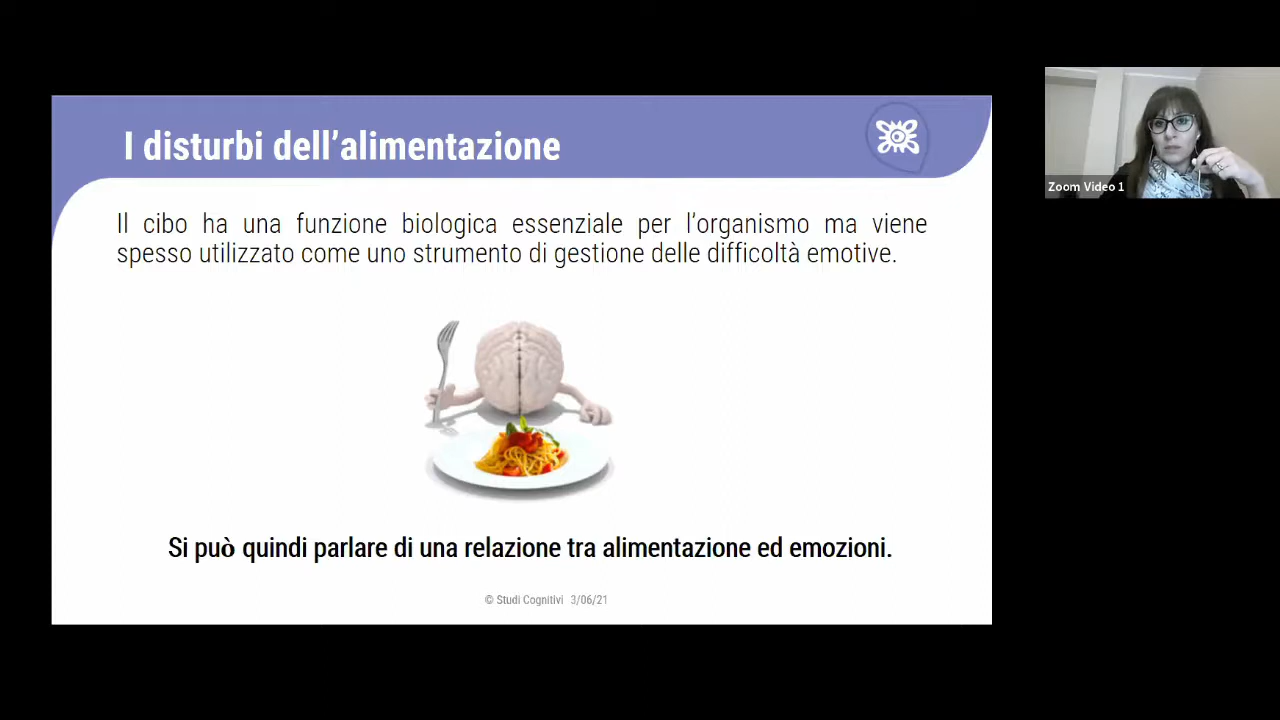 I disturbi dell’alimentazione
Il cibo ha una funzione biologica essenziale per l’organismo ma viene
spesso utilizzato come uno strumento di gestione delle difficoltà emotive.
Si può quindi parlare di una relazione tra alimentazione ed emozioni.
© Studi Cognitivi 3/06/21
Zoom Video 1